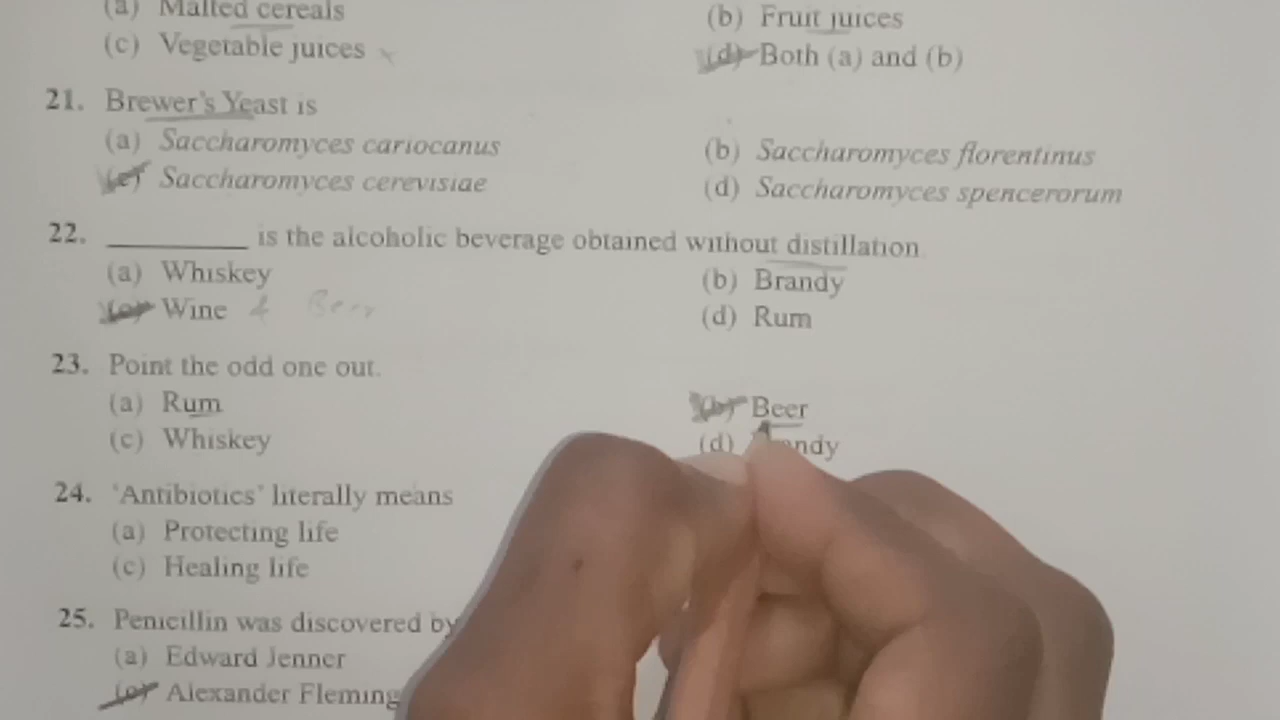 (a) Malted cereals (b) Fruit juices
(c) Vegetable juices (d) Both (a) and (b)
21. Brewer's Yeast is
(a) Saccharomyces cariocanus (b) Saccharomyces florentinus
(c) Saccharomyces cerevisiae (d) Saccharomyces spencerorum
22. __________ is the alcoholic beverage obtained without distillation.
(a) Whiskey (b) Brandy
(c) Wine & Beer (d) Rum
23. Point the odd one out.
(a) Rum (b) Beer
(c) Whiskey (d)
24. 'Antibiotics' literally means
(a) Protecting life
(c) Healing life
25. Penicillin was discovered by
(a) Edward Jenner
(c) Alexander Fleming